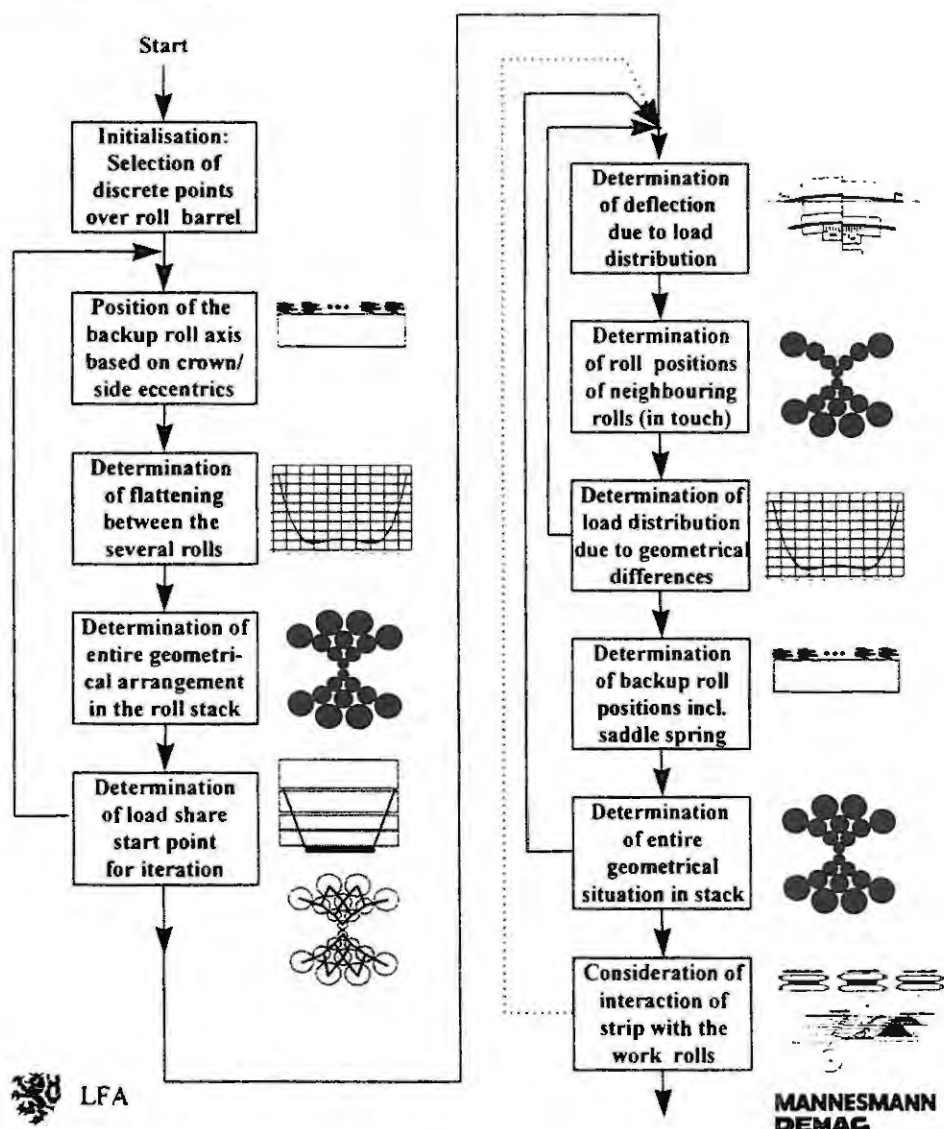 Start
Initialisation:
Selection of
discrete points
over roll barrel
Position of the
backup roll axis
based on crown/
side eccentrics
Determination
of flattening
between the
several rolls
Determination of
entire geometri-
cal arrangement
in the roll stack
Determination
of load share
start point
for iteration
Determination
of deflection
due to load
distribution
Determination
of roll positions
of neighbouring
rolls (in touch)
Determination of
load distribution
due to geometrical
differences
Determination
of backup roll
positions incl.
saddle spring
Determination
of entire
geometrical
situation in stack
Consideration of
interaction of
strip with the
work rolls
LFA
MANNESMANN
DEMAG